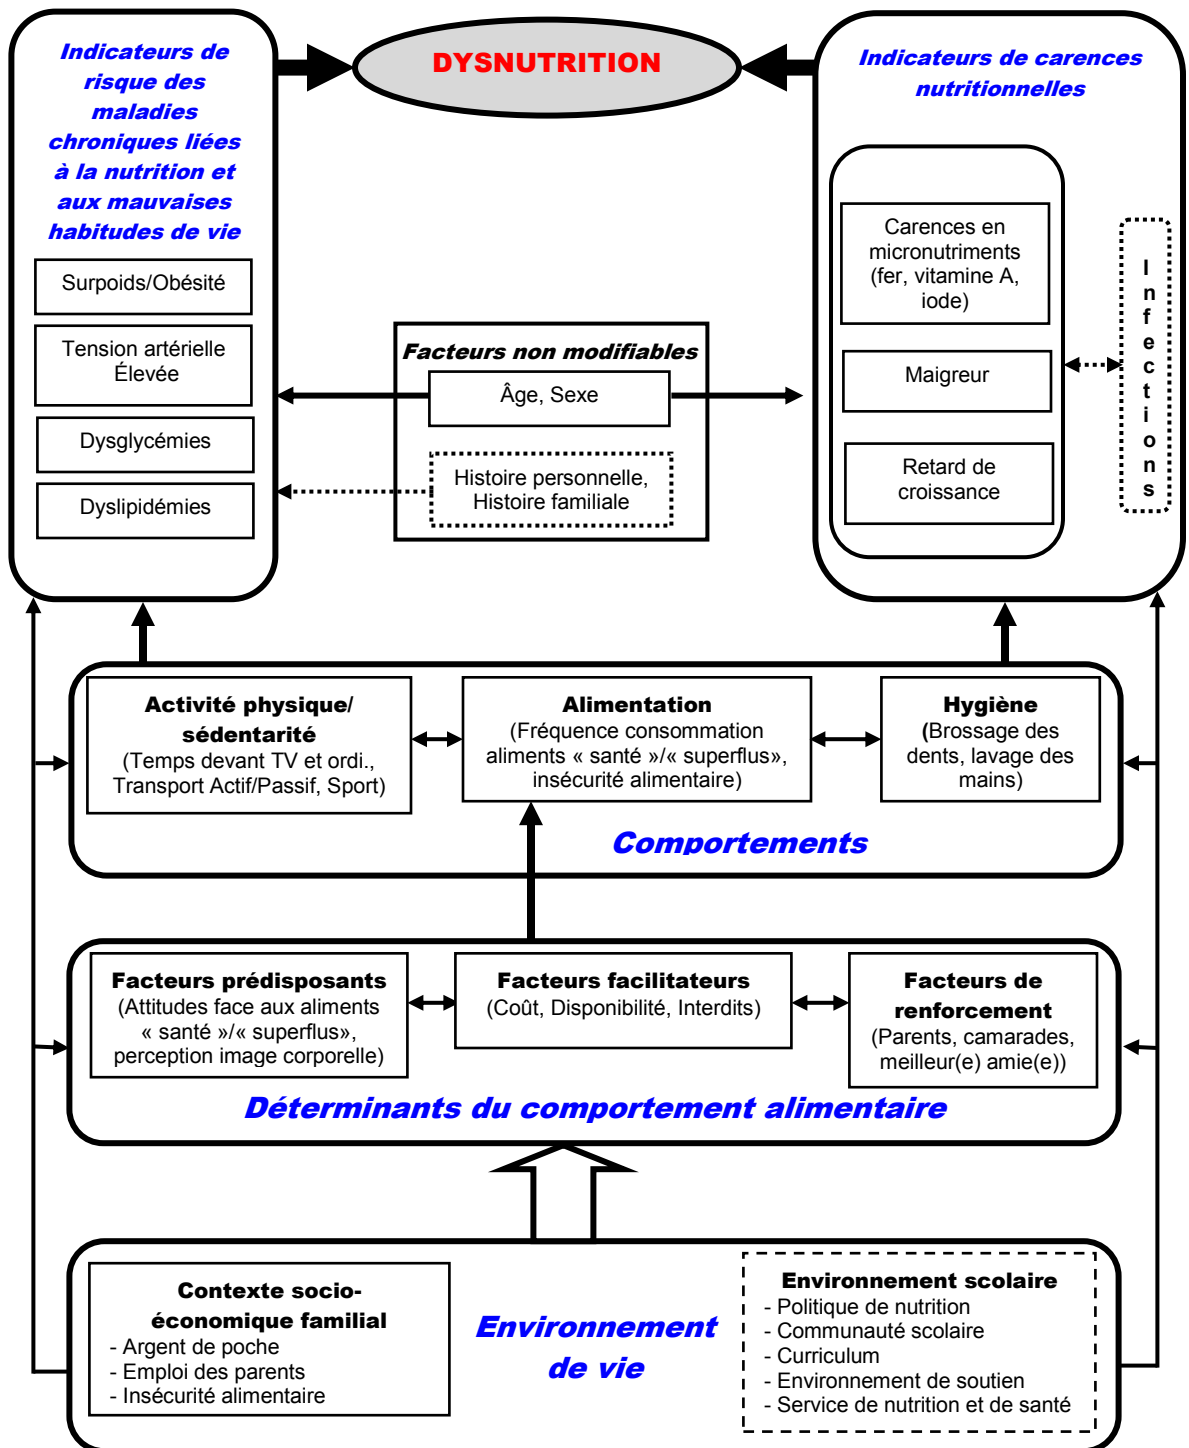 DYSNUTRITION
Indicateurs de
risque des
maladies
chroniques liées
à la nutrition et
aux mauvaises
habitudes de vie
Surpoids/Obésité
Tension artérielle
Élevée
Dysglycémies
Dyslipidémies
Facteurs non modifiables
Âge, Sexe
Histoire personnelle,
Histoire familiale
Indicateurs de carences
nutritionnelles
Carences en
micronutriments
(fer, vitamine A,
iode)
Maigreur
Retard de
croissance
Infections
Activité physique/
sédentarité
(Temps devant TV et ordi.,
Transport Actif/Passif, Sport)
Alimentation
(Fréquence consommation
aliments « santé »/« superflus»,
insécurité alimentaire)
Hygiène
(Brossage des
dents, lavage des
mains)
Comportements
Facteurs prédisposants
(Attitudes face aux aliments
« santé »/« superflus»,
perception image corporelle)
Facteurs facilitateurs
(Coût, Disponibilité, Interdits)
Facteurs de
renforcement
(Parents, camarades,
meilleur(e) amie(e))
Déterminants du comportement alimentaire
Contexte socio-
économique familial
- Argent de poche
- Emploi des parents
- Insécurité alimentaire
Environnement
de vie
Environnement scolaire
- Politique de nutrition
- Communauté scolaire
- Curriculum
- Environnement de soutien
- Service de nutrition et de santé